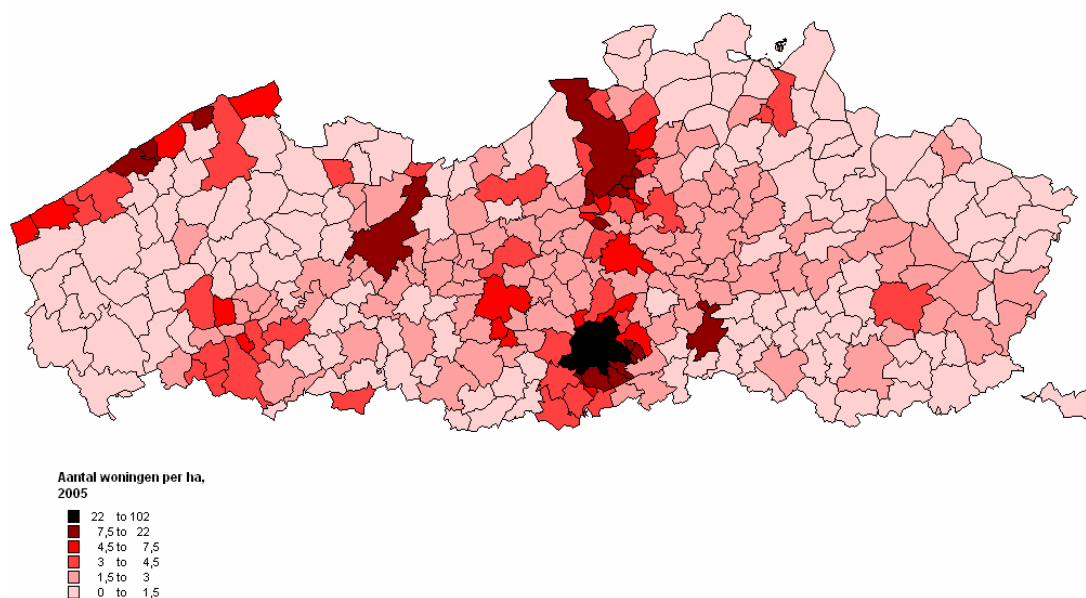 Aantal woningen per ha,
2005
22 to 102
7,5 to 22
4,5 to 7,5
3 to 4,5
1,5 to 3
0 to 1,5